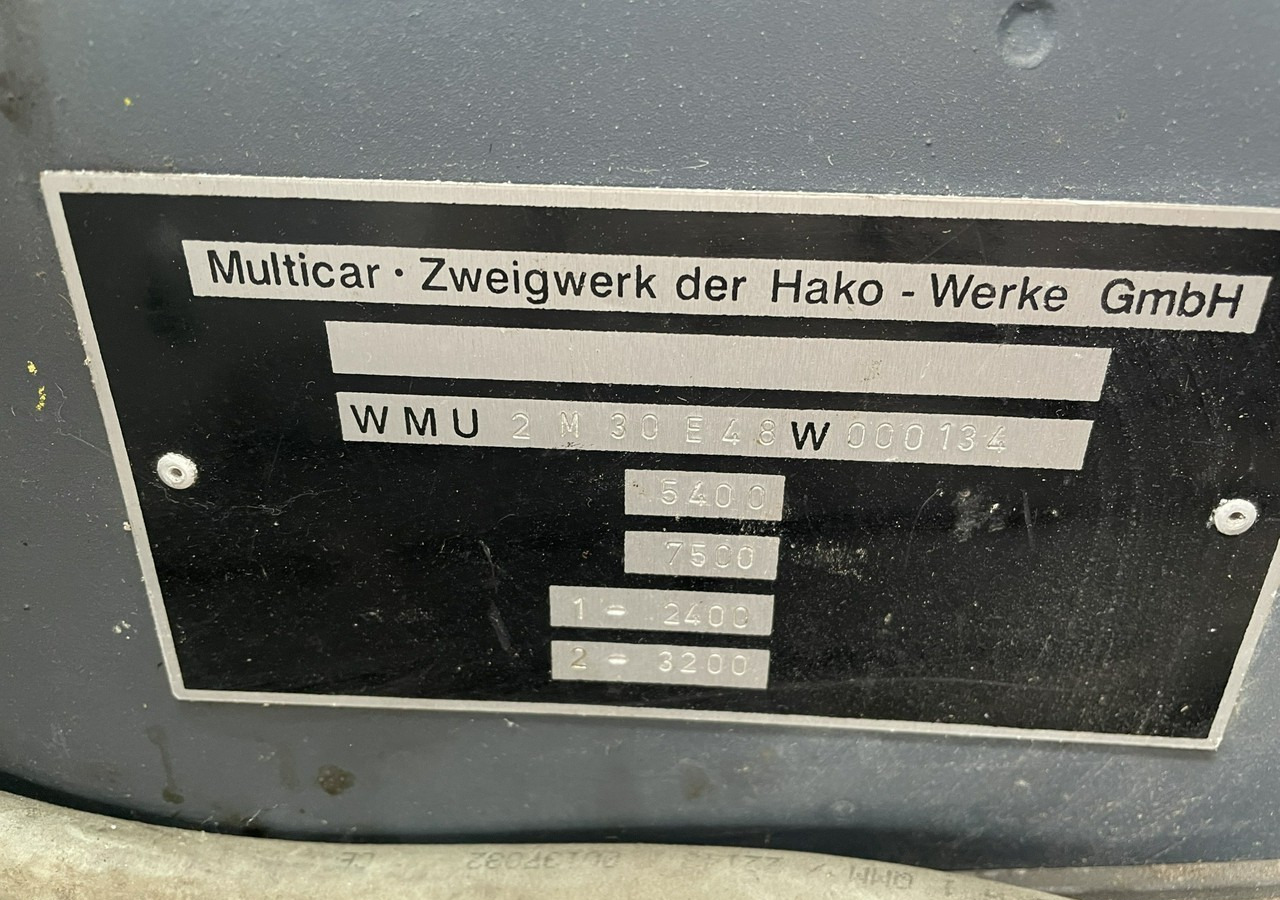 Multicar · Zweigwerk der Hako - Werke GmbH
WMU 2 M 30 E 48 W 000134
5400
7500
1 - 2400
2 - 3200